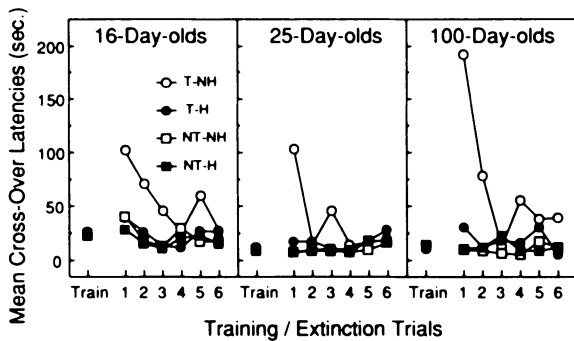 Mean Cross-Over Latencies (sec.)
200
150
100
50
0
16-Day-olds
25-Day-olds
100-Day-olds
T-NH
T-H
NT-NH
NT-H
Train 1 2 3 4 5 6
Train 1 2 3 4 5 6
Train 1 2 3 4 5 6
Training / Extinction Trials